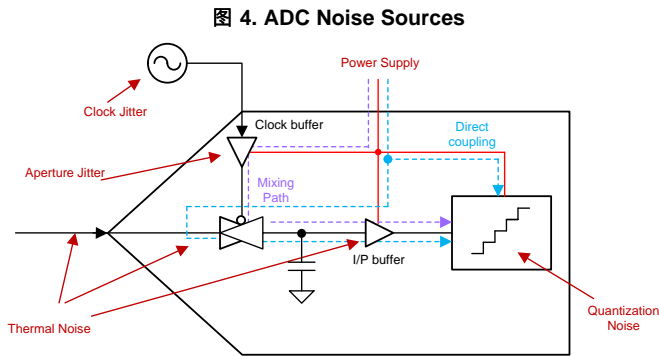 图 4. ADC Noise Sources
Power Supply
Clock Jitter
Clock buffer
Direct
coupling
Aperture Jitter
Mixing
Path
I/P buffer
Thermal Noise
Quantization
Noise